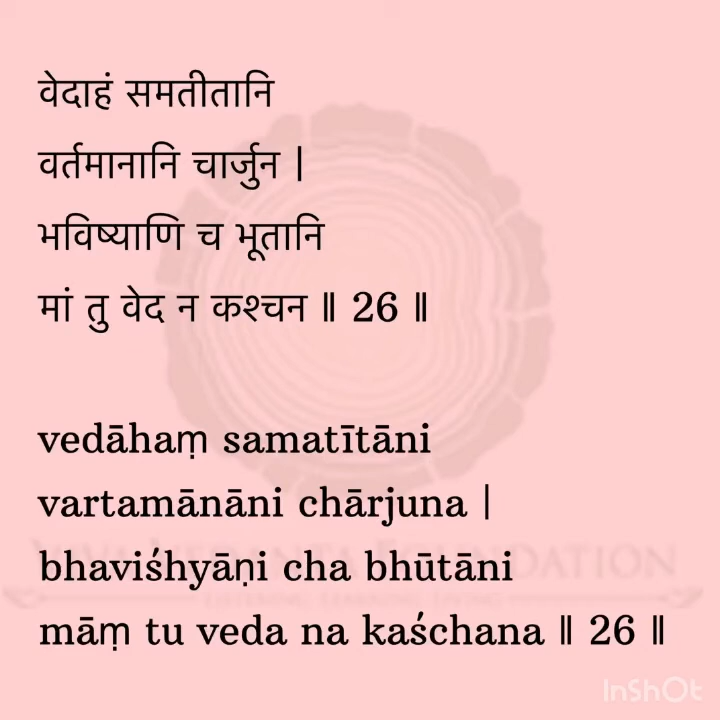 वेदाहं समतीतानि
वर्तमानानि चार्जुन |
भविष्याणि च भूतानि
मां तु वेद न कश्चन ‖ 26 ‖
vedāhaṃ samatītāni
vartamānāni chārjuna |
bhaviśhyāṇi cha bhūtāni
māṃ tu veda na kaśchana ‖ 26 ‖
InShOt